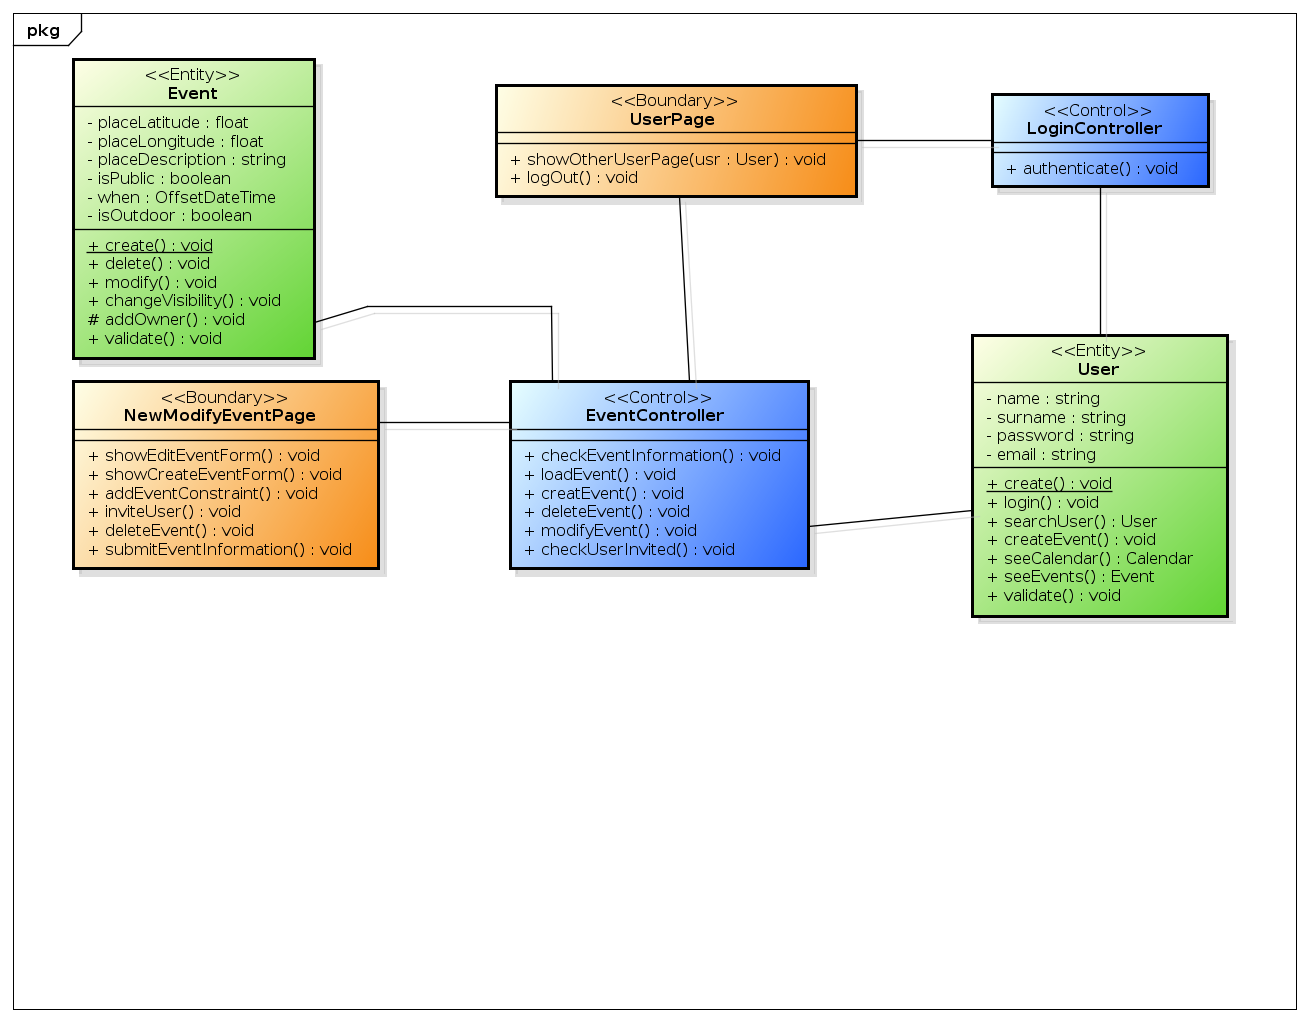 pkg
<<Entity>>
Event
- placeLatitude : float
- placeLongitude : float
- placeDescription : string
- isPublic : boolean
- when : OffsetDateTime
- isOutdoor : boolean
+ create() : void
+ delete() : void
+ modify() : void
+ changeVisibility() : void
# addOwner() : void
+ validate() : void
<<Boundary>>
UserPage
+ showOtherUserPage(usr : User) : void
+ logOut() : void
<<Control>>
LoginController
+ authenticate() : void
<<Boundary>>
NewModifyEventPage
+ showEditEventForm() : void
+ showCreateEventForm() : void
+ addEventConstraint() : void
+ inviteUser() : void
+ deleteEvent() : void
+ submitEventInformation() : void
<<Control>>
EventController
+ checkEventInformation() : void
+ loadEvent() : void
+ creatEvent() : void
+ deleteEvent() : void
+ modifyEvent() : void
+ checkUserInvited() : void
<<Entity>>
User
- name : string
- surname : string
- password : string
- email : string
+ create() : void
+ login() : void
+ searchUser() : User
+ createEvent() : void
+ seeCalendar() : Calendar
+ seeEvents() : Event
+ validate() : void